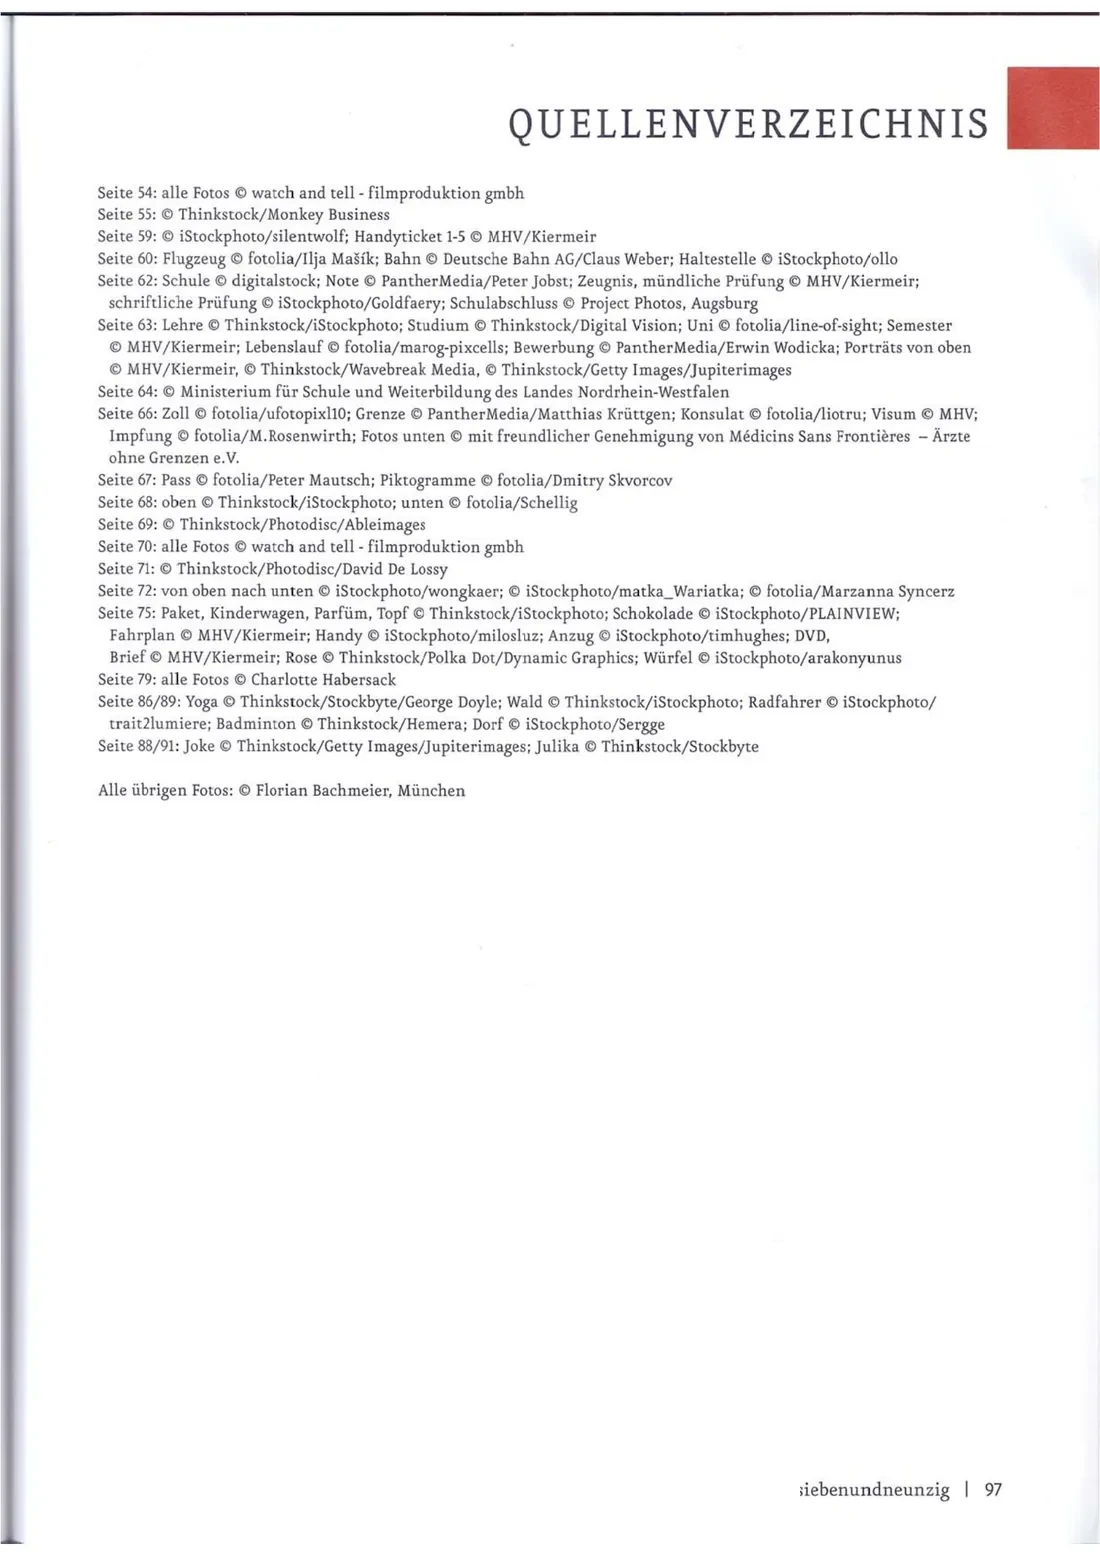 QUELLENVERZEICHNIS
Seite 54: alle Fotos © watch and tell - filmproduktion gmbh
Seite 55: © Thinkstock/Monkey Business
Seite 59: © iStockphoto/silentwolf; Handyticket 1-5 © MHV/Kiermeir
Seite 60: Flugzeug © fotolia/Ilja Mašík; Bahn © Deutsche Bahn AG/Claus Weber; Haltestelle © iStockphoto/ollo
Seite 62: Schule © digitalstock; Note © PantherMedia/Peter Jobst; Zeugnis, mündliche Prüfung © MHV/Kiermeir;
schriftliche Prüfung © iStockphoto/Goldfaery; Schulabschluss © Project Photos, Augsburg
Seite 63: Lehre © Thinkstock/iStockphoto; Studium © Thinkstock/Digital Vision; Uni © fotolia/line-of-sight; Semester
© MHV/Kiermeir; Lebenslauf © fotolia/marog-pixcells; Bewerbung © PantherMedia/Erwin Wodicka; Porträts von oben
© MHV/Kiermeir, © Thinkstock/Wavebreak Media, © Thinkstock/Getty Images/Jupiterimages
Seite 64: © Ministerium für Schule und Weiterbildung des Landes Nordrhein-Westfalen
Seite 66: Zoll © fotolia/ufotopixl10; Grenze © PantherMedia/Matthias Krüttgen; Konsulat © fotolia/liotru; Visum © MHV;
Impfung © fotolia/M.Rosenwirth; Fotos unten © mit freundlicher Genehmigung von Médicins Sans Frontières – Ärzte
ohne Grenzen e.V.
Seite 67: Pass © fotolia/Peter Mautsch; Piktogramme © fotolia/Dmitry Skvorcov
Seite 68: oben © Thinkstock/iStockphoto; unten © fotolia/Schellig
Seite 69: © Thinkstock/Photodisc/Ableimages
Seite 70: alle Fotos © watch and tell - filmproduktion gmbh
Seite 71: © Thinkstock/Photodisc/David De Lossy
Seite 72: von oben nach unten © iStockphoto/wongkaer; © iStockphoto/matka_Wariatka; © fotolia/Marzanna Syncerz
Seite 75: Paket, Kinderwagen, Parfüm, Topf © Thinkstock/iStockphoto; Schokolade © iStockphoto/PLAINVIEW;
Fahrplan © MHV/Kiermeir; Handy © iStockphoto/milosluz; Anzug © iStockphoto/timhughes; DVD,
Brief © MHV/Kiermeir; Rose © Thinkstock/Polka Dot/Dynamic Graphics; Würfel © iStockphoto/arakonyunus
Seite 79: alle Fotos © Charlotte Habersack
Seite 86/89: Yoga © Thinkstock/Stockbyte/George Doyle; Wald © Thinkstock/iStockphoto; Radfahrer © iStockphoto/
trait2lumiere; Badminton © Thinkstock/Hemera; Dorf © iStockphoto/Sergge
Seite 88/91: Joke © Thinkstock/Getty Images/Jupiterimages; Julika © Thinkstock/Stockbyte
Alle übrigen Fotos: © Florian Bachmeier, München
siebenundneunzig | 97